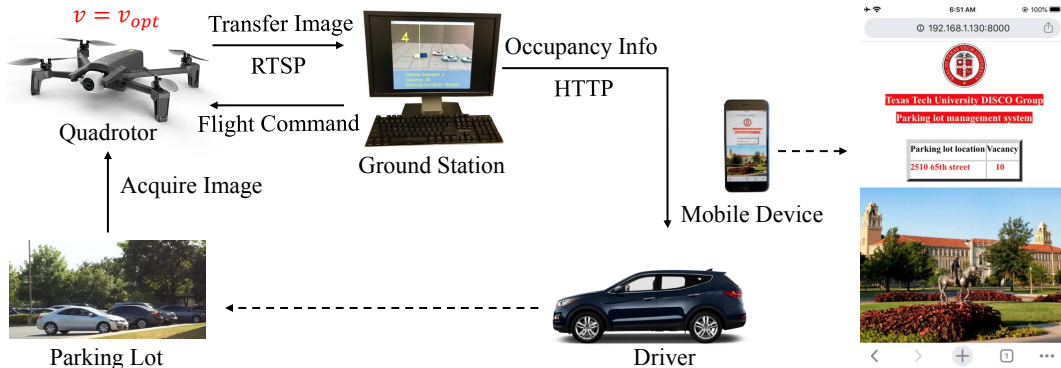 v = v_opt
Transfer Image
RTSP
Flight Command
Quadrotor
4
Ground Station
Occupancy Info
HTTP
Acquire Image
Mobile Device
Parking Lot
Driver
6:51 AM
100%
192.168.1.130:8000
Texas Tech University DISCO Group
Parking lot management system
Parking lot location Vacancy
2510 65th street 10
1